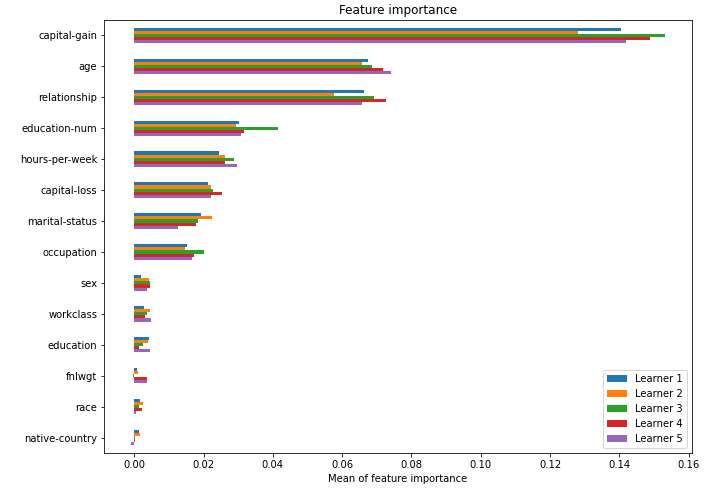 Feature importance
capital-gain
age
relationship
education-num
hours-per-week
capital-loss
marital-status
occupation
sex
workclass
education
fnlwgt
race
native-country
Learner 1
Learner 2
Learner 3
Learner 4
Learner 5
0.00 0.02 0.04 0.06 0.08 0.10 0.12 0.14 0.16
Mean of feature importance